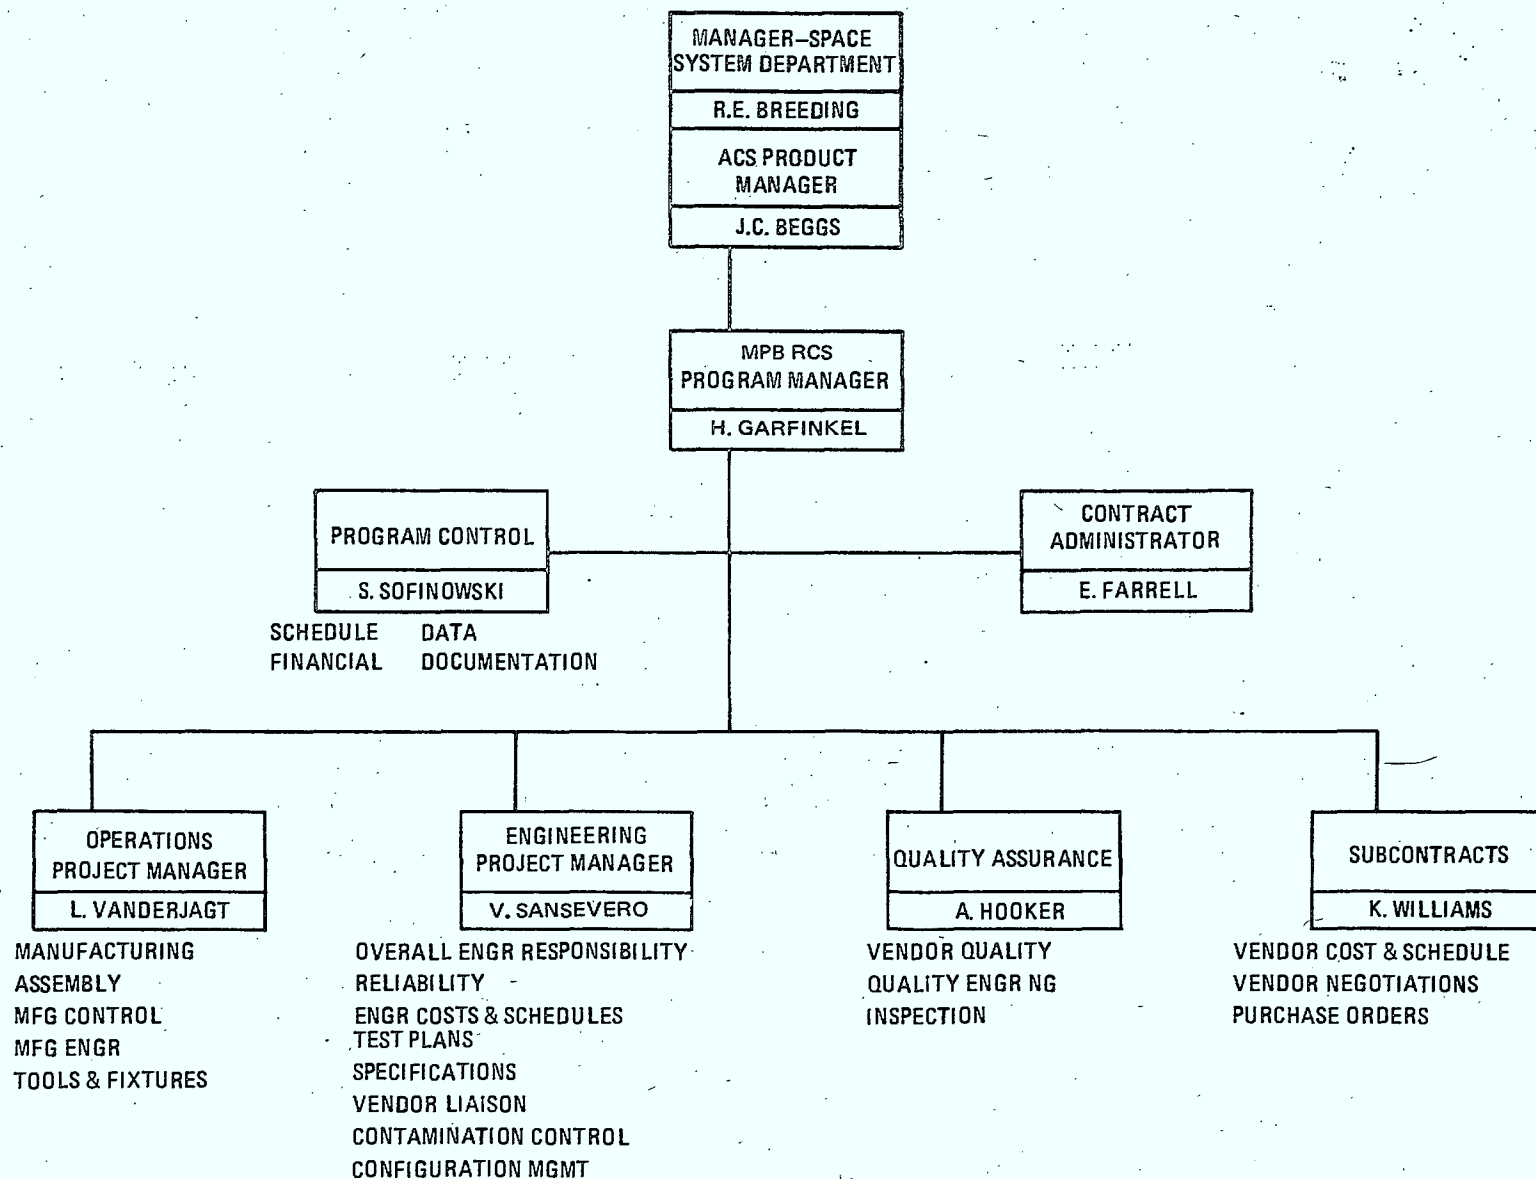 MANAGER–SPACE
SYSTEM DEPARTMENT
R.E. BREEDING
ACS PRODUCT
MANAGER
J.C. BEGGS
MPB RCS
PROGRAM MANAGER
H. GARFINKEL
PROGRAM CONTROL
S. SOFINOWSKI
SCHEDULE DATA
FINANCIAL DOCUMENTATION
CONTRACT
ADMINISTRATOR
E. FARRELL
OPERATIONS
PROJECT MANAGER
L. VANDERJAGT
MANUFACTURING
ASSEMBLY
MFG CONTROL
MFG ENGR
TOOLS & FIXTURES
ENGINEERING
PROJECT MANAGER
V. SANSEVERO
OVERALL ENGR RESPONSIBILITY
RELIABILITY
ENGR COSTS & SCHEDULES
TEST PLANS
SPECIFICATIONS
VENDOR LIAISON
CONTAMINATION CONTROL
CONFIGURATION MGMT
QUALITY ASSURANCE
A. HOOKER
VENDOR QUALITY
QUALITY ENGR NG
INSPECTION
SUBCONTRACTS
K. WILLIAMS
VENDOR COST & SCHEDULE
VENDOR NEGOTIATIONS
PURCHASE ORDERS